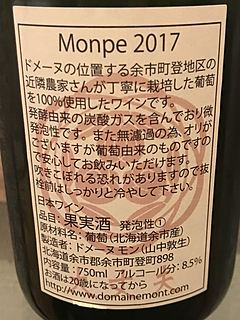 Monpe 2017
ドメーヌの位置する余市町登地区の
近隣農家さんが丁寧に栽培した葡萄
を100%使用したワインです。
発酵由来の炭酸ガスを含んでおり微
発泡性です。また無濾過の為、オリが
ございますが葡萄由来のものですので
安心してお飲みいただけます。
吹きこぼれる恐れがありますので抜
栓前はしっかりと冷やして下さい。
日本ワイン
品目：果実酒 発泡性①
原材料名：葡萄（北海道余市産）
製造者：ドメーヌ モン（山中敦生）
北海道余市郡余市町登町898
内容量：750ml アルコール分：8.5%
お酒は20歳になってから
http://www.domainemont.com/